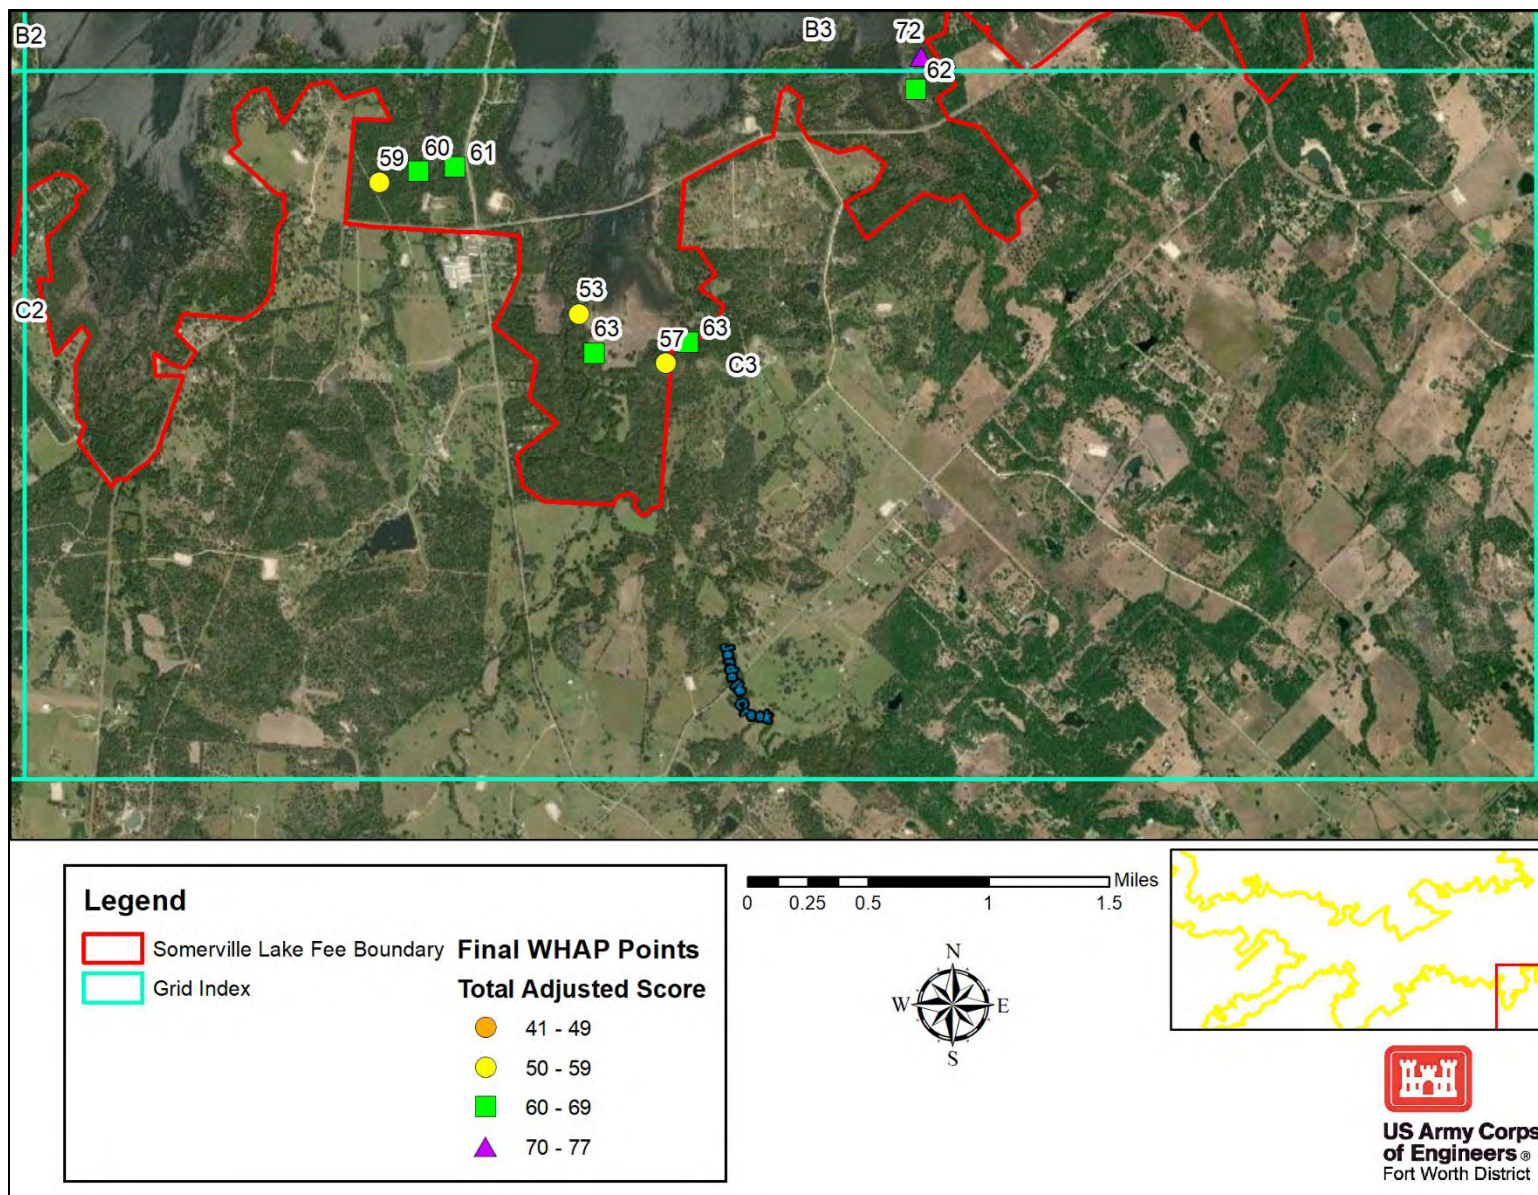 B2
B3
72
62
59
60
61
C2
53
63
57
63
C3
Creek
Legend
Somerville Lake Fee Boundary
Grid Index
Final WHAP Points
Total Adjusted Score
41 - 49
50 - 59
60 - 69
70 - 77
Miles
0 0.25 0.5 1 1.5
N
W E
S
US Army Corps
of Engineers ®
Fort Worth District